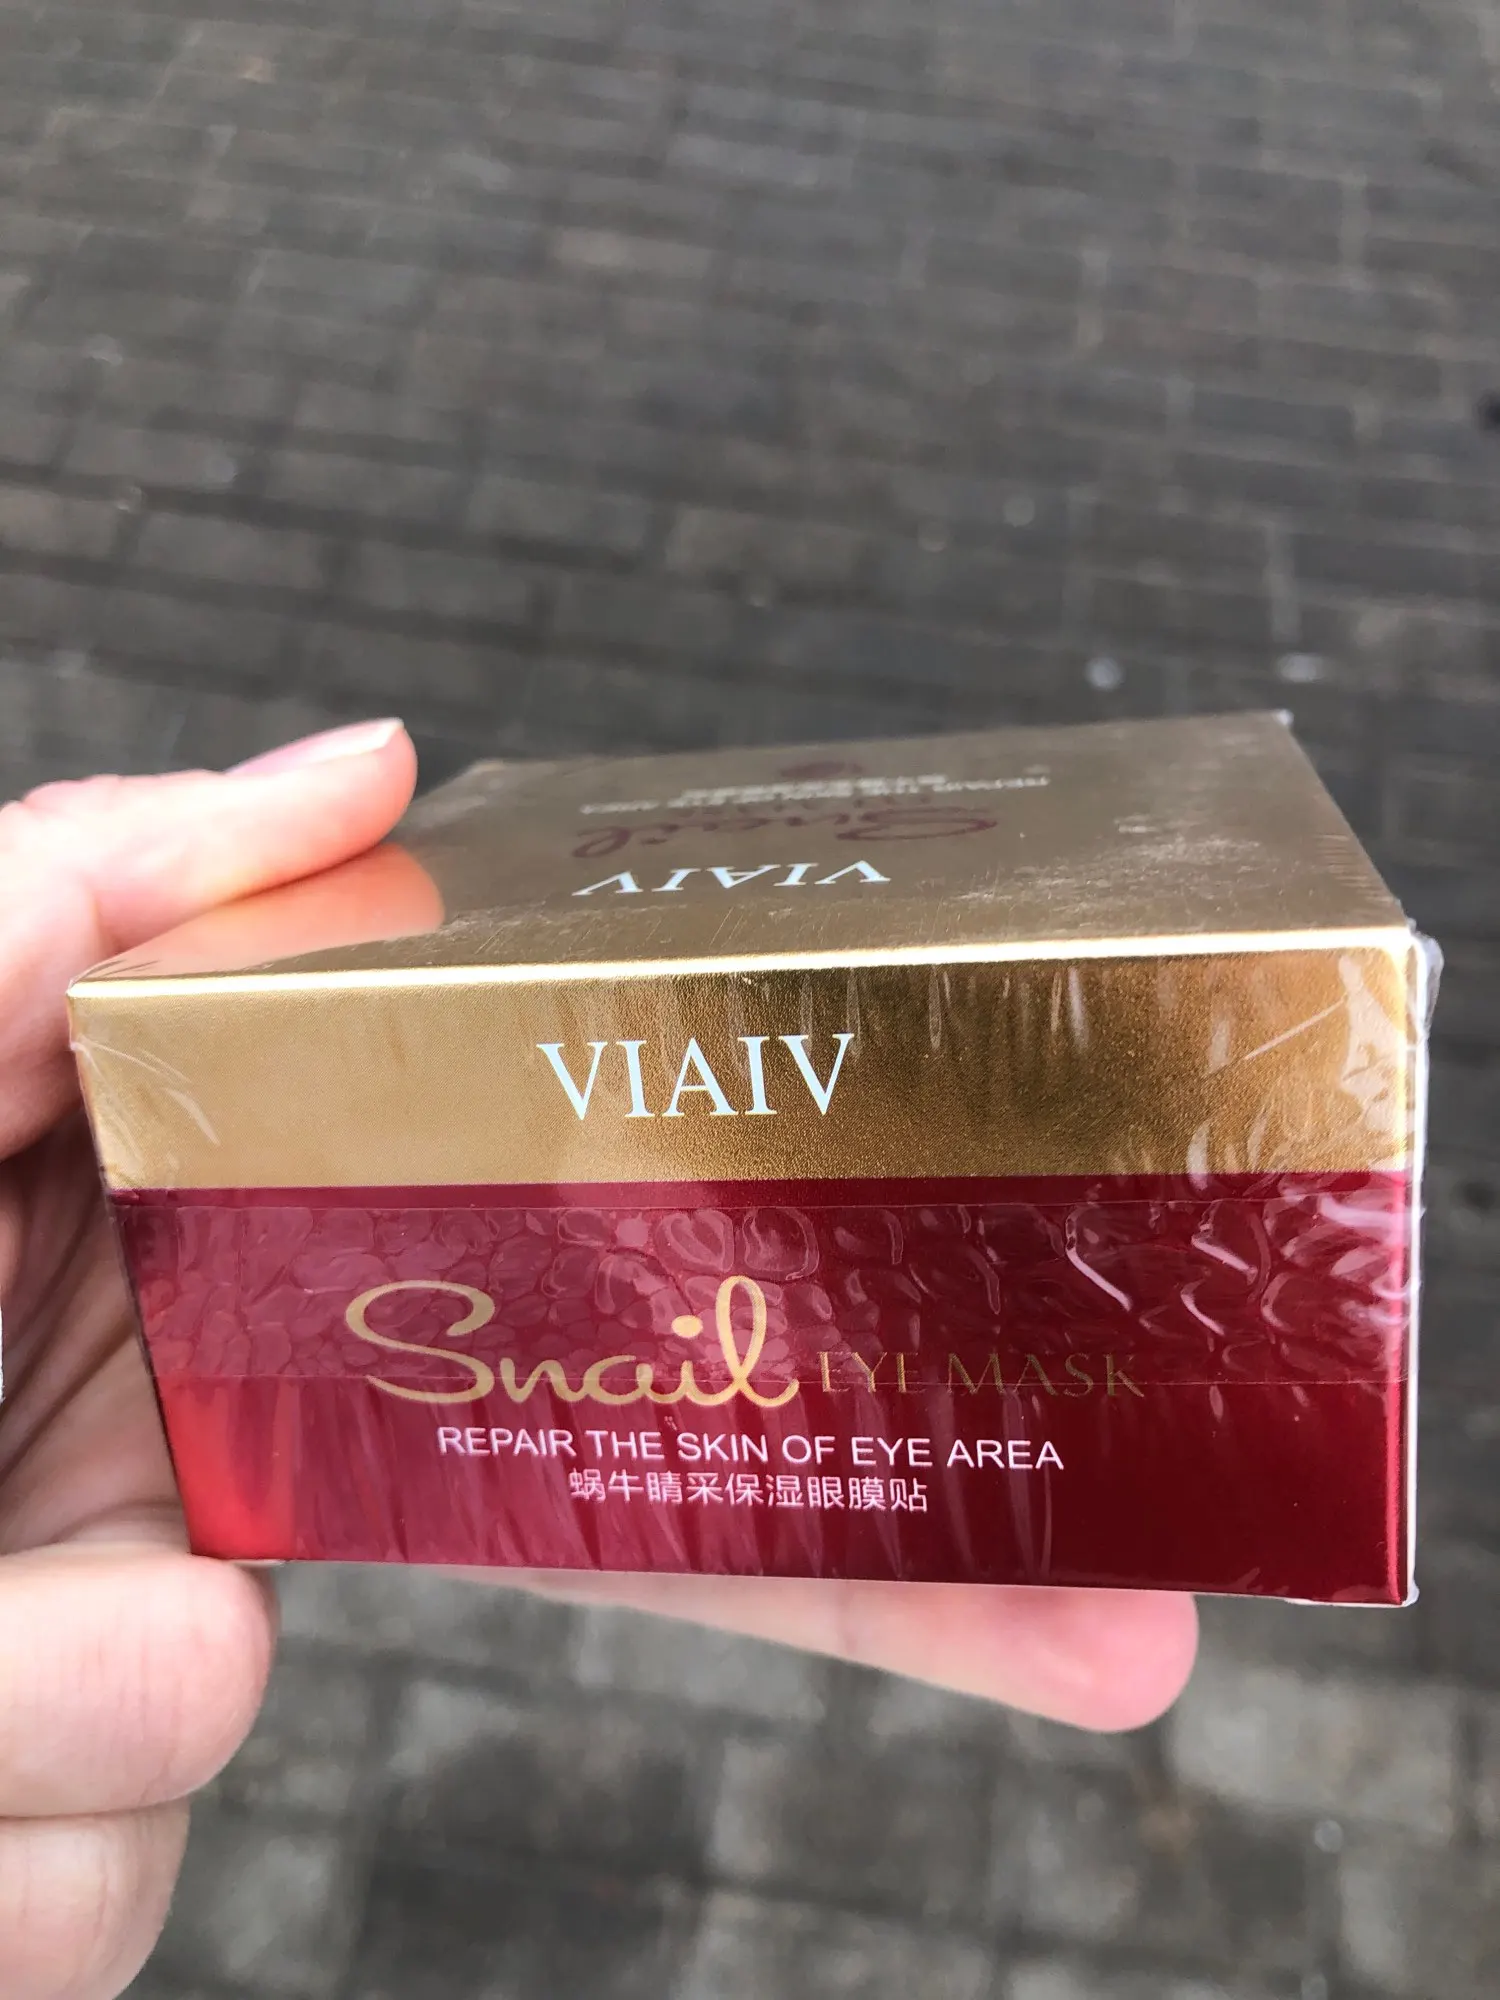 VIAIV
Snail
VIAIV
Snail EYE MASK
REPAIR THE SKIN OF EYE AREA
蜗牛睛采保湿眼膜贴